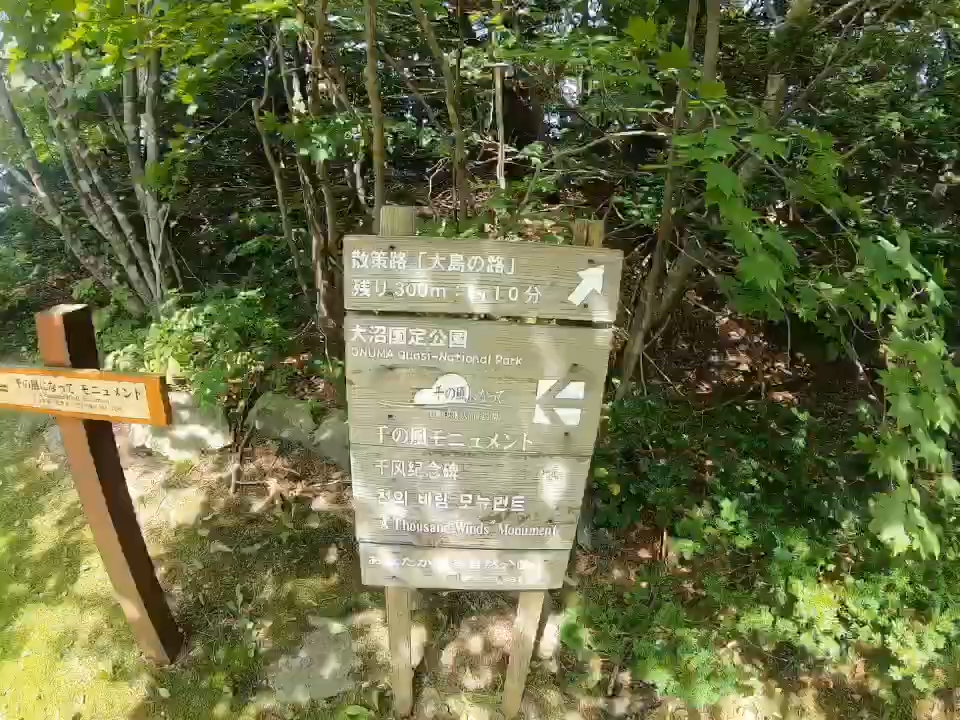 千の風になって モニュメント
散策路「大島の路」
残り300m 10分
大沼国定公園
ONUMA Quasi-National Park
千の風になって
千の風モニュメント
千风纪念碑
천의 바람 모뉴먼트
A Thousand Winds Monument